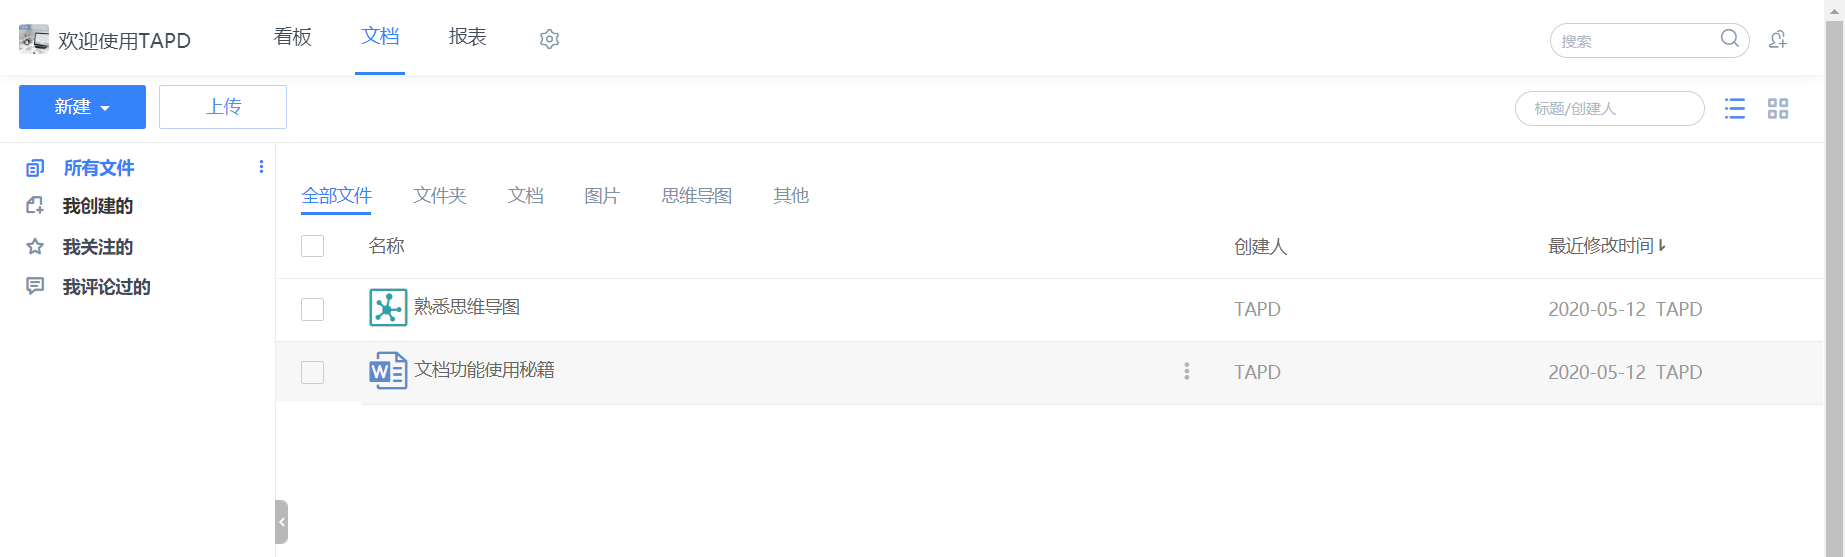 欢迎使用TAPD 看板 文档 报表 搜索
新建 上传 标题/创建人
所有文件
我创建的
我关注的
我评论过的
全部文件 文件夹 文档 图片 思维导图 其他
名称 创建人 最近修改时间
熟悉思维导图 TAPD 2020-05-12 TAPD
文档功能使用秘籍 TAPD 2020-05-12 TAPD